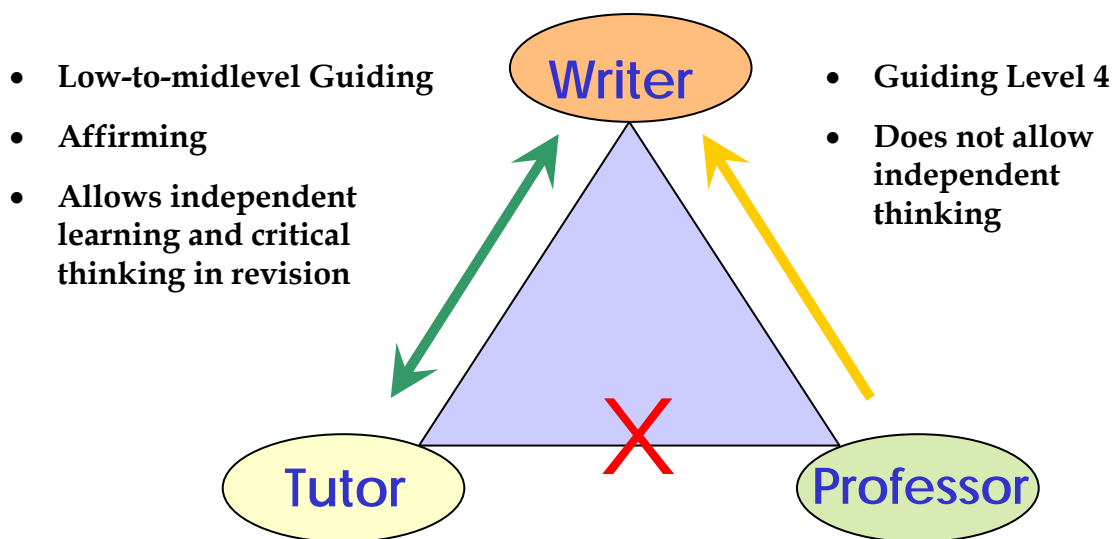 Writer
• Low-to-midlevel Guiding
• Affirming
• Allows independent
learning and critical
thinking in revision
• Guiding Level 4
• Does not allow
independent
thinking
X
Tutor
Professor